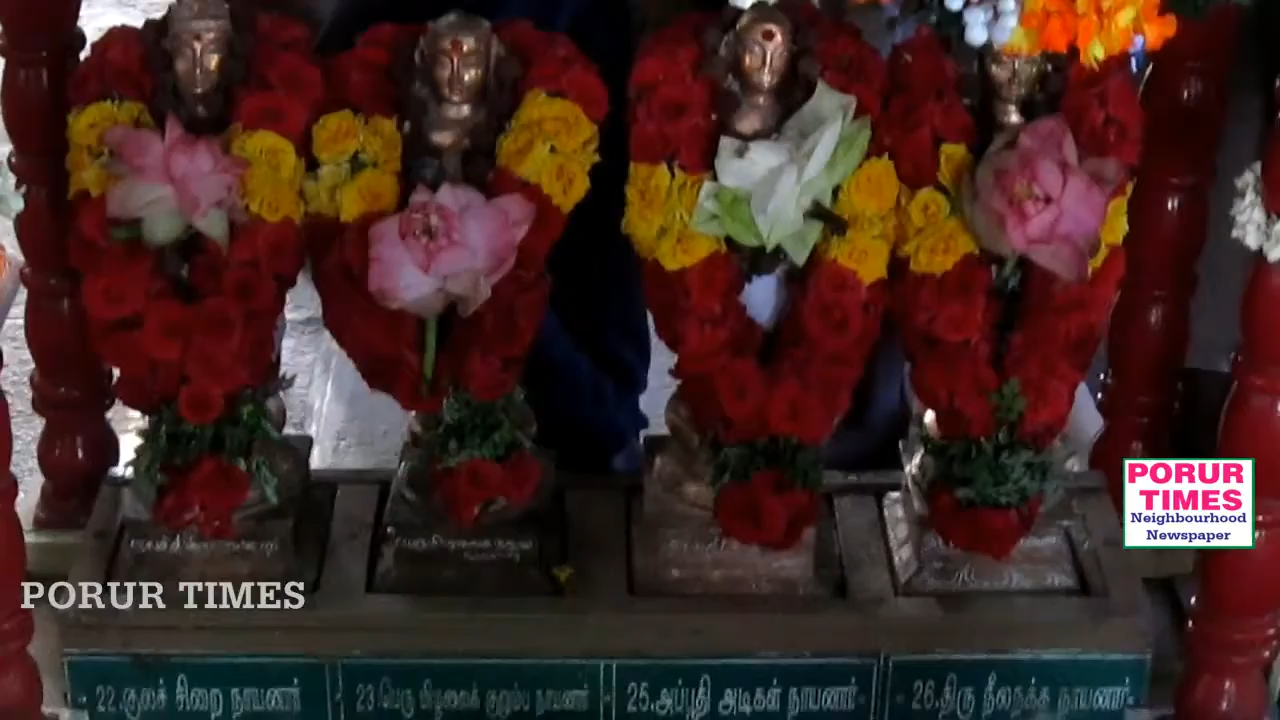 PORUR
TIMES
Neighbourhood
Newspaper
PORUR TIMES
22.குலச் சிறை நாயனார்
23.பெரு மிழலைக் குறும்ப நாயனார்
25.அப்பூதி அடிகள் நாயனார்
26.திரு நீலநக்க நாயனார்